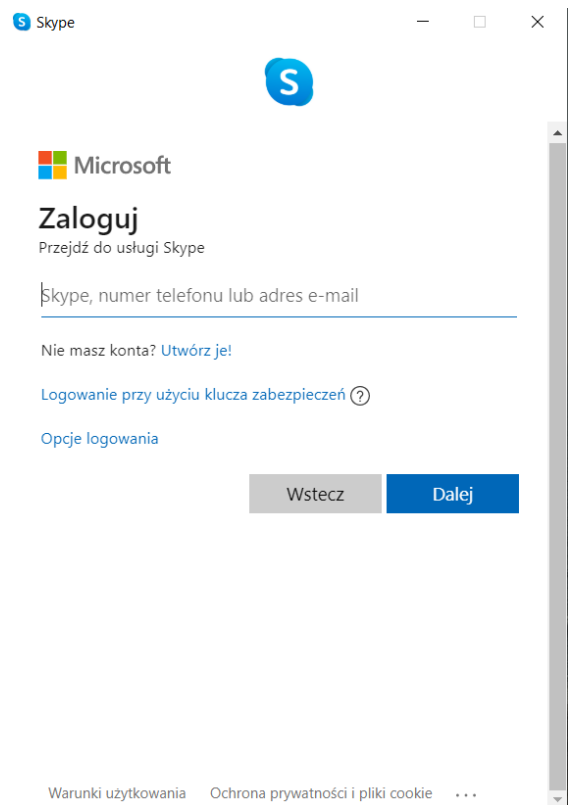 Skype
S
Microsoft
Zaloguj
Przejdź do usługi Skype
Skype, numer telefonu lub adres e-mail
Nie masz konta? Utwórz je!
Logowanie przy użyciu klucza zabezpieczeń ?
Opcje logowania
Wstecz Dalej
Warunki użytkowania Ochrona prywatności i pliki cookie ...